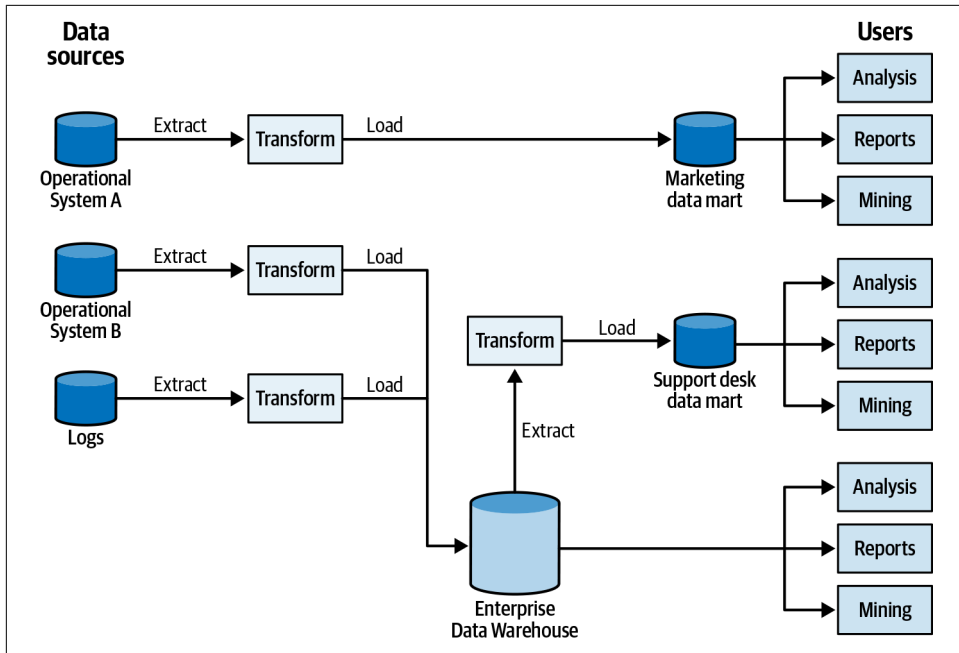 Data
sources
Users
Extract
Transform
Load
Operational
System A
Marketing
data mart
Analysis
Reports
Mining
Extract
Transform
Load
Operational
System B
Extract
Transform
Load
Logs
Extract
Transform
Load
Support desk
data mart
Analysis
Reports
Mining
Enterprise
Data Warehouse
Analysis
Reports
Mining